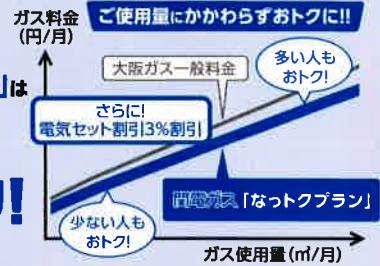 ガス料金
(円/月)
ご使用量にかかわらずおトクに!!
大阪ガス一般料金
多い人も
おトク!
」は
さらに!
電気セット割引3%割引
関電ガス「なっトクプラン」
!
少ない人も
おトク!
ガス使用量(㎥/月)